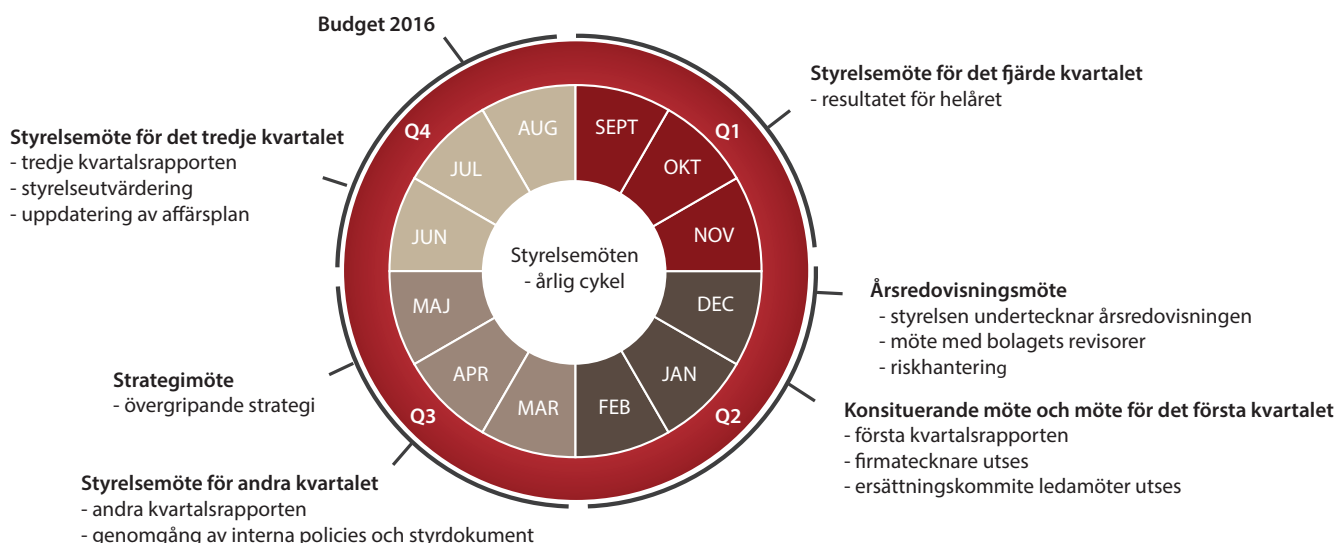 Budget 2016
Styrelsemöte för det fjärde kvartalet
- resultatet för helåret
Styrelsemöte för det tredje kvartalet
- tredje kvartalsrapporten
- styrelseutvärdering
- uppdatering av affärsplan
Q4
Q1
AUG
SEPT
JUL
OKT
JUN
NOV
Styrelsemöten
- årlig cykel
MAJ
DEC
APR
JAN
MAR
FEB
Q3
Q2
Årsredovisningsmöte
- styrelsen undertecknar årsredovisningen
- möte med bolagets revisorer
- riskhantering
Strategimöte
- övergripande strategi
Konsituerande möte och möte för det första kvartalet
- första kvartalsrapporten
- firmatecknare utses
- ersättningskommite ledamöter utses
Styrelsemöte för andra kvartalet
- andra kvartalsrapporten
- genomgång av interna policies och styrdokument